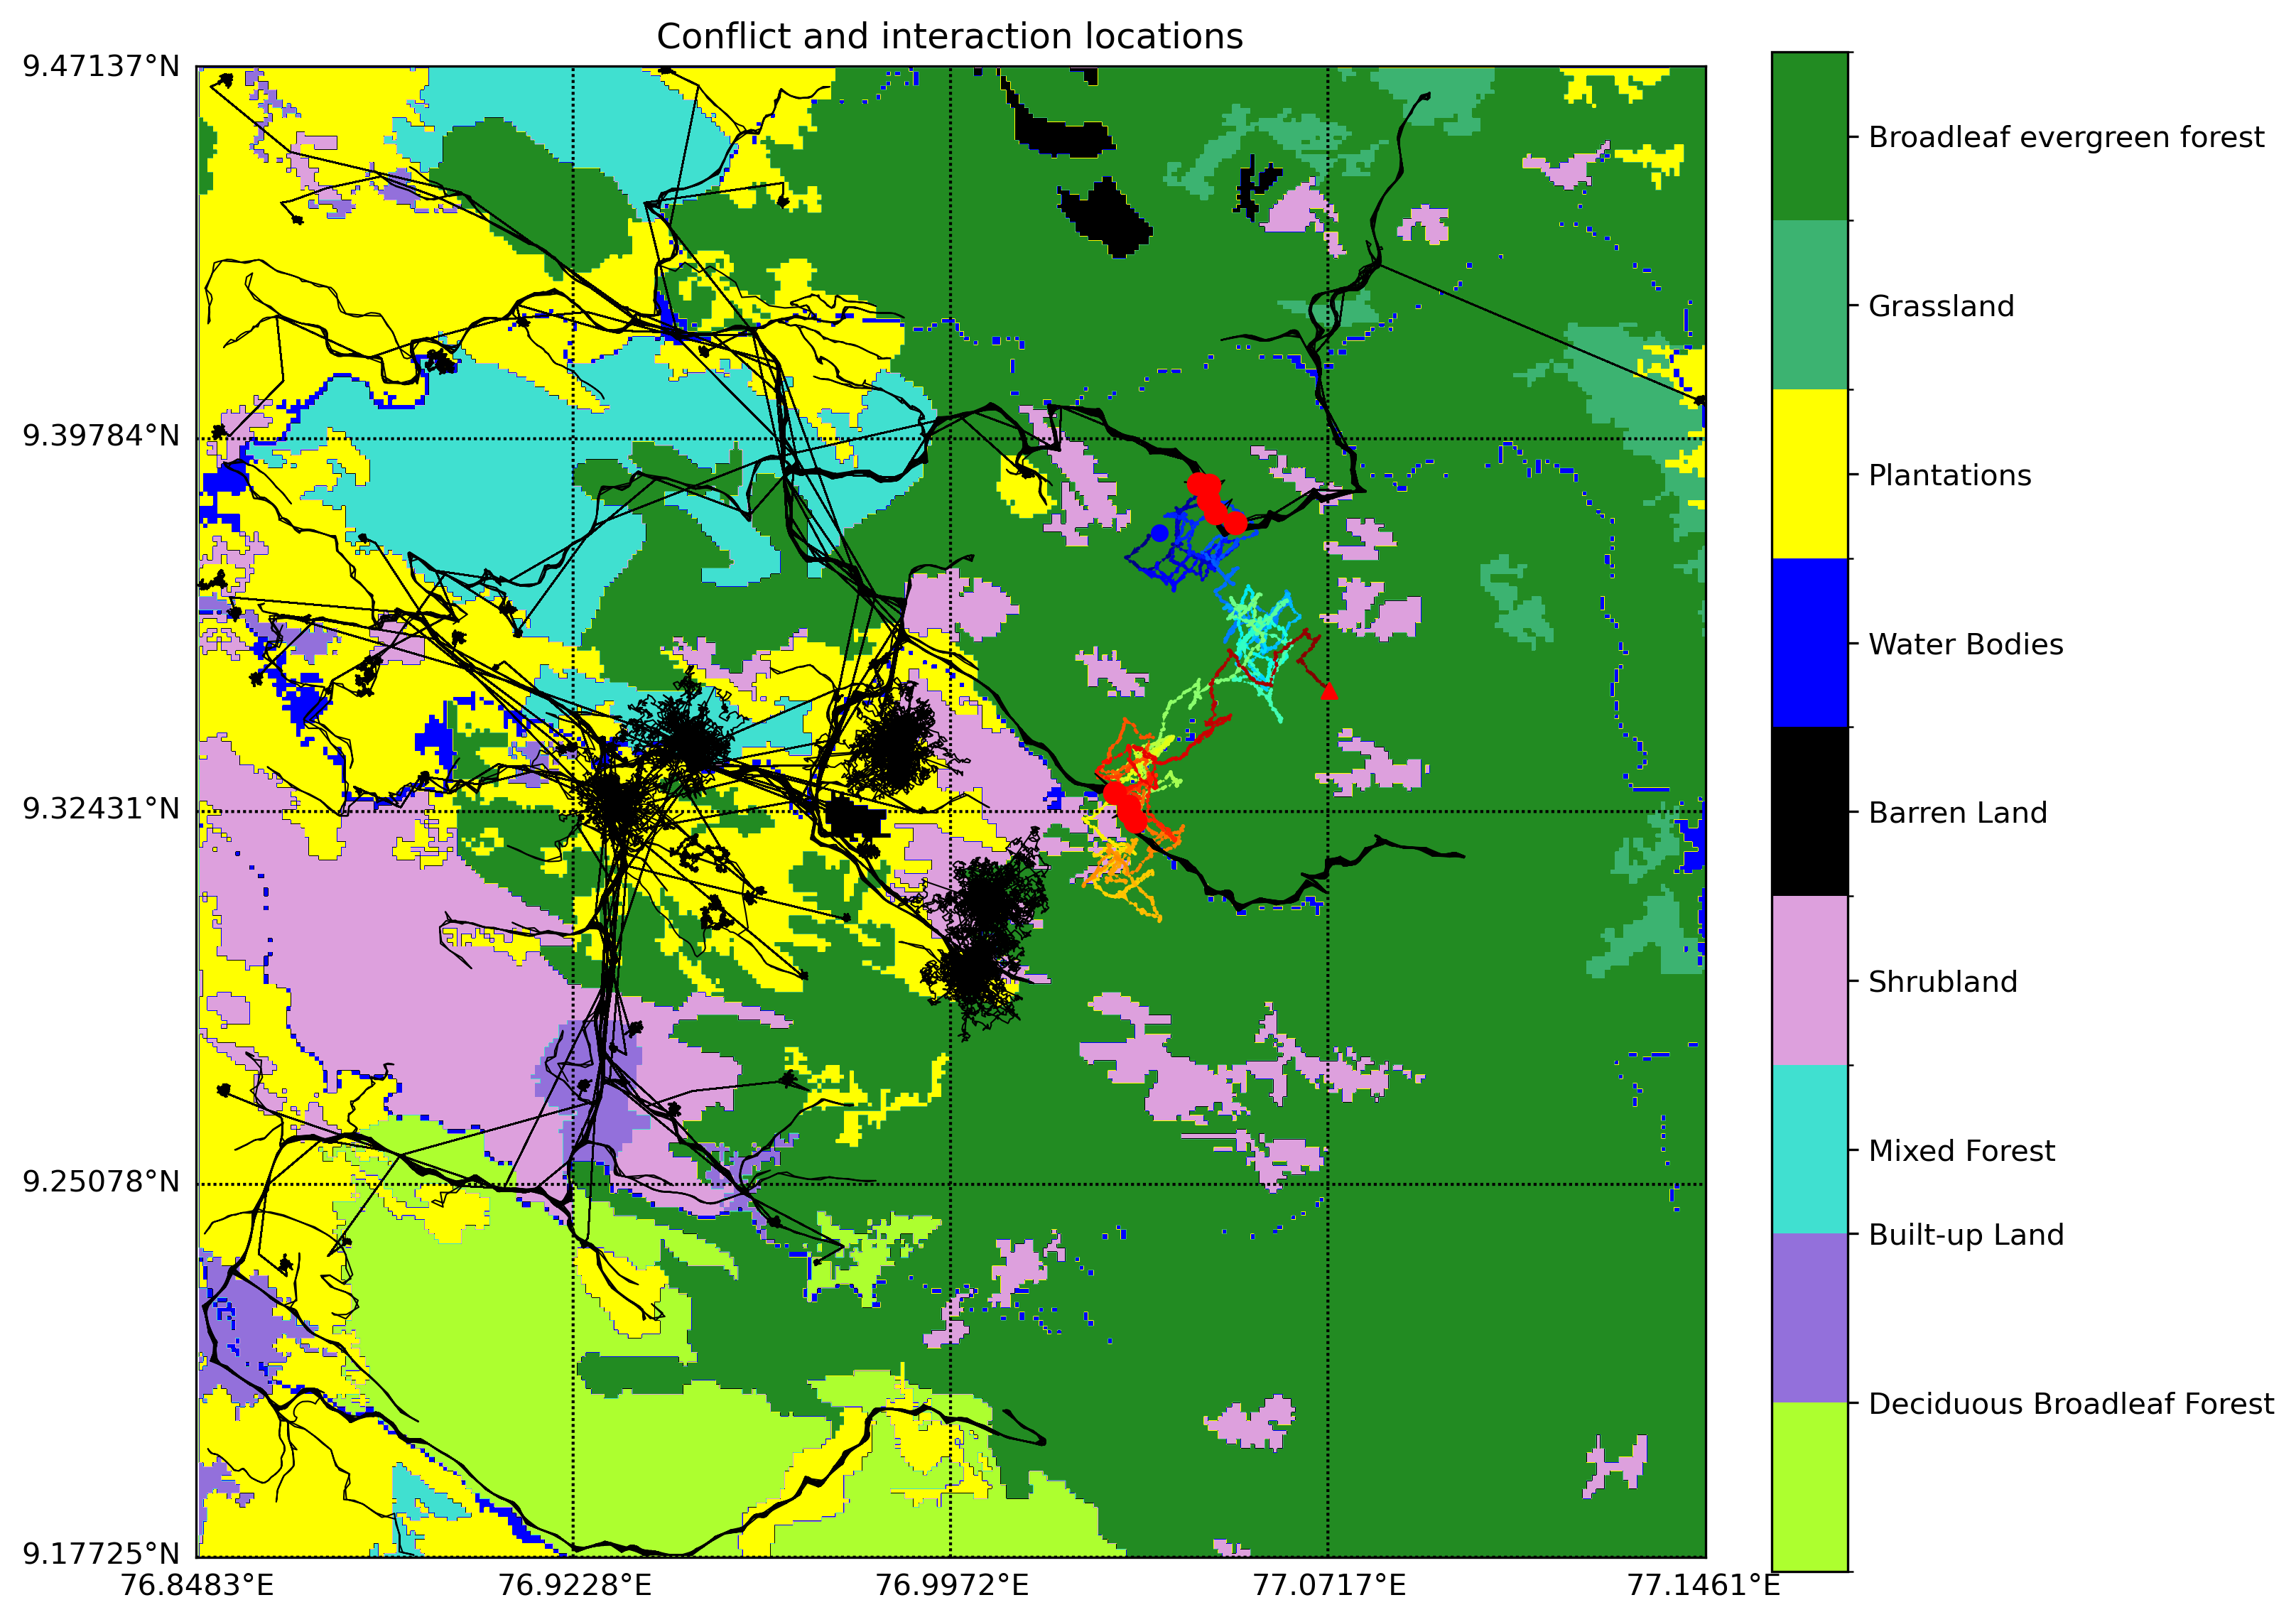 Conflict and interaction locations
9.47137°N
9.39784°N
9.32431°N
9.25078°N
9.17725°N
76.8483°E
76.9228°E
76.9972°E
77.0717°E
77.1461°E
Broadleaf evergreen forest
Grassland
Plantations
Water Bodies
Barren Land
Shrubland
Mixed Forest
Built-up Land
Deciduous Broadleaf Forest